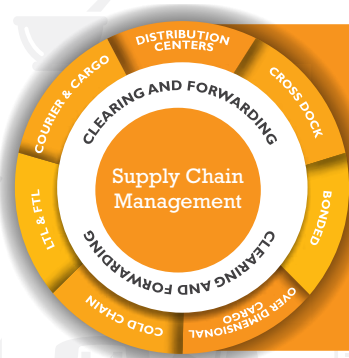 DISTRIBUTION
CENTERS
CROSS DOCK
BONDED
OVER DIMENSIONAL
CARGO
COLD CHAIN
LTL & FTL
COURIER & CARGO
CLEARING AND FORWARDING
CLEARING AND FORWARDING
Supply Chain
Management